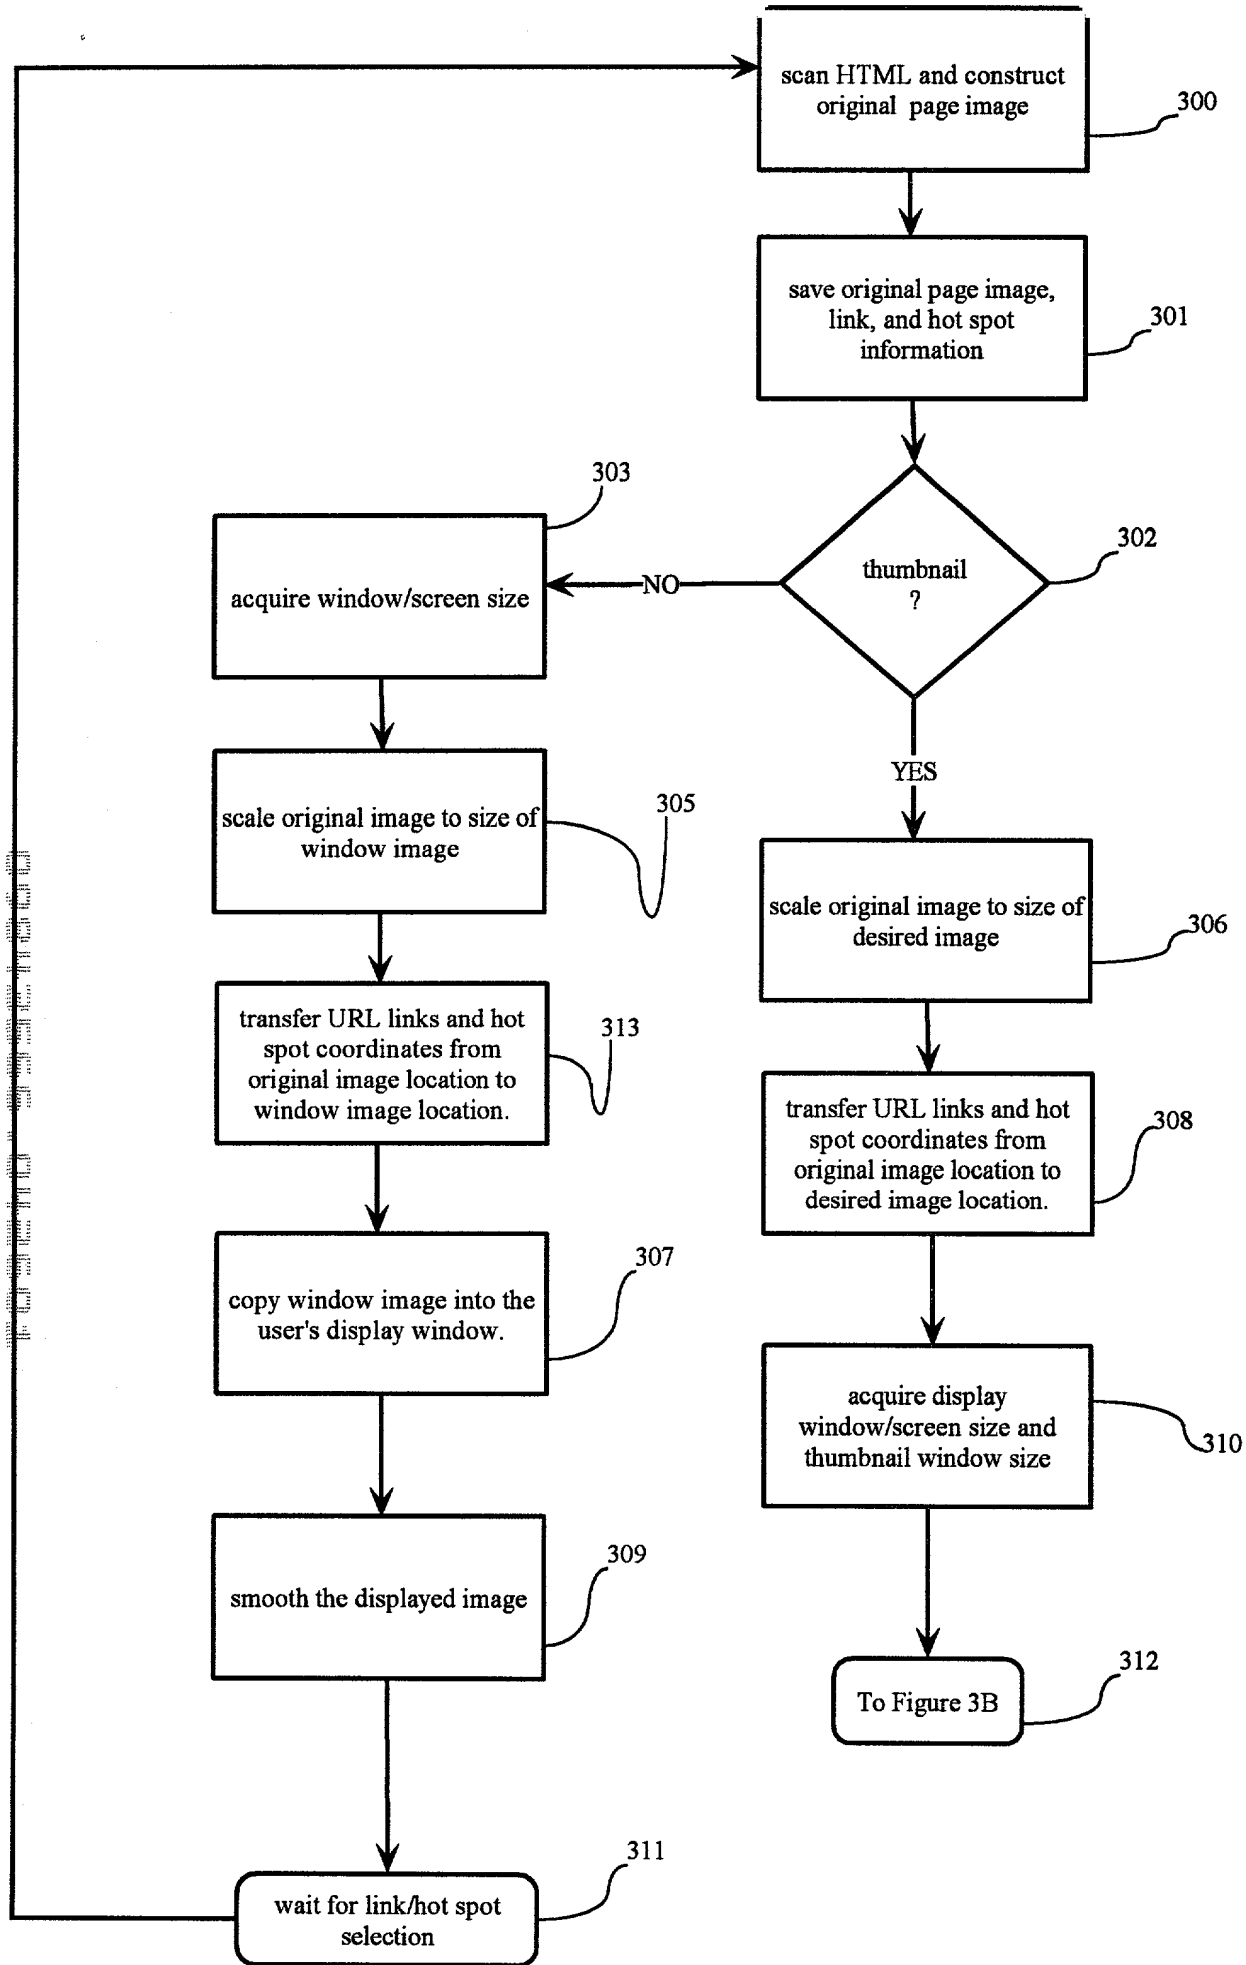 scan HTML and construct
original page image
300
save original page image,
link, and hot spot
information
301
303
302
thumbnail
?
NO
acquire window/screen size
YES
305
scale original image to size of
window image
scale original image to size of
desired image
306
transfer URL links and hot
spot coordinates from
original image location to
window image location.
313
transfer URL links and hot
spot coordinates from
original image location to
desired image location.
308
307
copy window image into the
user's display window.
acquire display
window/screen size and
thumbnail window size
310
309
smooth the displayed image
312
To Figure 3B
311
wait for link/hot spot
selection